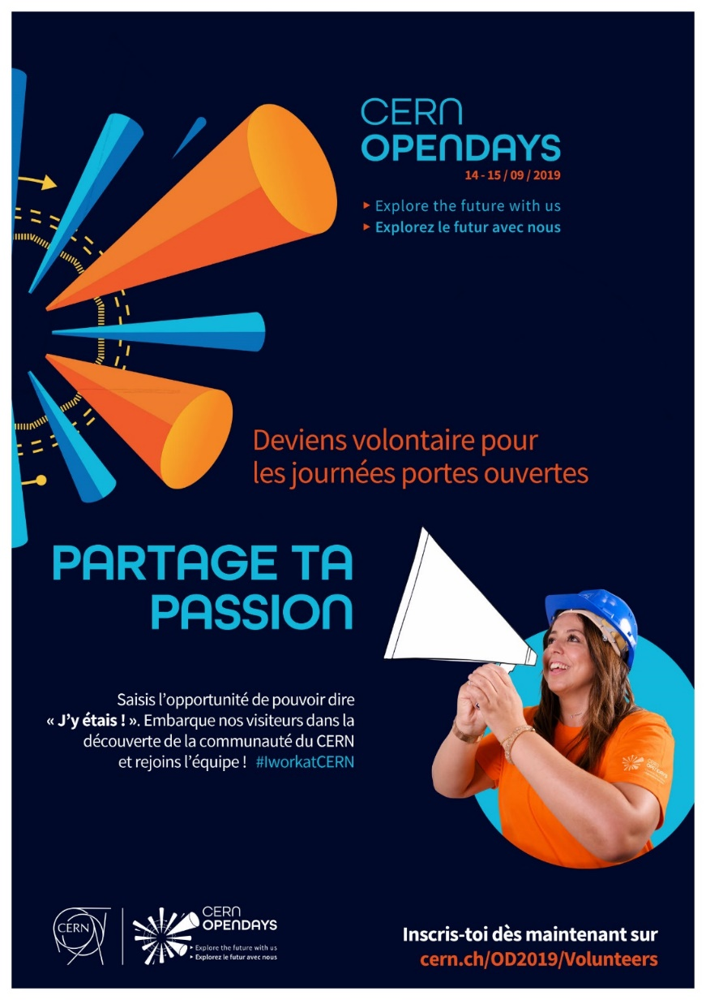 CERN
OPENDAYS
14 - 15 / 09 / 2019
Explore the future with us
Explorez le futur avec nous
Deviens volontaire pour
les journées portes ouvertes
PARTAGE TA
PASSION
Saisis l’opportunité de pouvoir dire
« J’y étais ! ». Embarque nos visiteurs dans la
découverte de la communauté du CERN
et rejoins l’équipe ! #IworkatCERN
CERN
OPENDAYS
CERN
CERN
OPENDAYS
Explore the future with us
Explorez le futur avec nous
Inscris-toi dès maintenant sur
cern.ch/OD2019/Volunteers